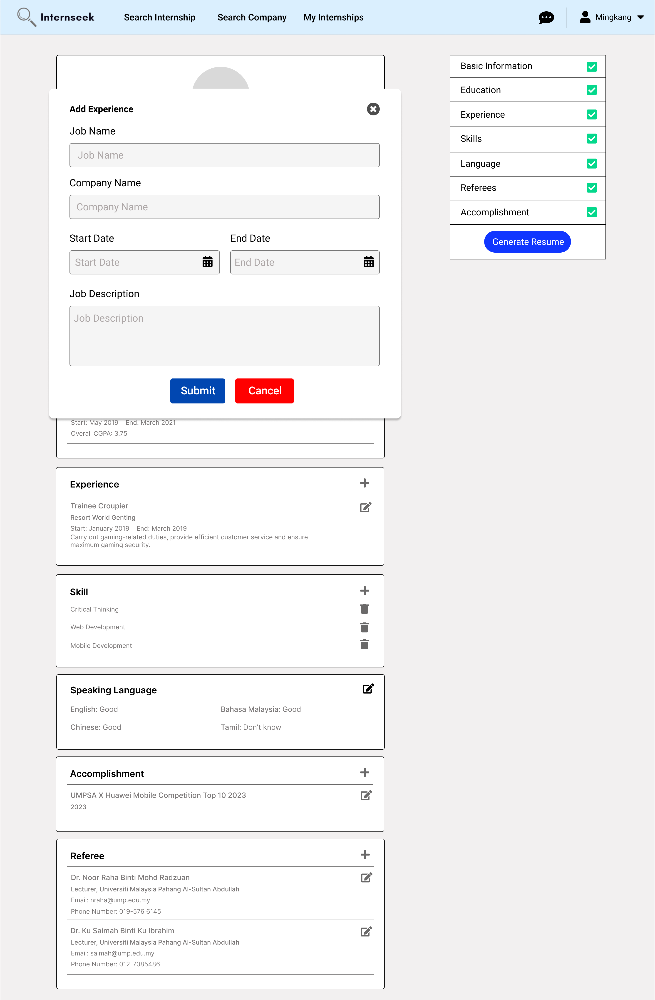 Internseek
Search Internship
Search Company
My Internships
Mingkang
Add Experience
Job Name
Job Name
Company Name
Company Name
Start Date
End Date
Start Date
End Date
Job Description
Job Description
Submit
Cancel
Start: May 2019 End: March 2021
Overall CGPA: 3.75
Experience
Trainee Croupier
Resort World Genting
Start: January 2019 End: March 2019
Carry out gaming-related duties, provide efficient customer service and ensure
maximum gaming security.
Skill
Critical Thinking
Web Development
Mobile Development
Speaking Language
English: Good
Bahasa Malaysia: Good
Chinese: Good
Tamil: Don’t know
Accomplishment
UMPSA X Huawei Mobile Competition Top 10 2023
2023
Referee
Dr. Noor Raha Binti Mohd Radzuan
Lecturer, Universiti Malaysia Pahang Al-Sultan Abdullah
Email: nraha@ump.edu.my
Phone Number: 019-576 6145
Dr. Ku Saimah Binti Ku Ibrahim
Lecturer, Universiti Malaysia Pahang Al-Sultan Abdullah
Email: saimah@ump.edu.my
Phone Number: 012-7085486
Basic Information
Education
Experience
Skills
Language
Referees
Accomplishment
Generate Resume